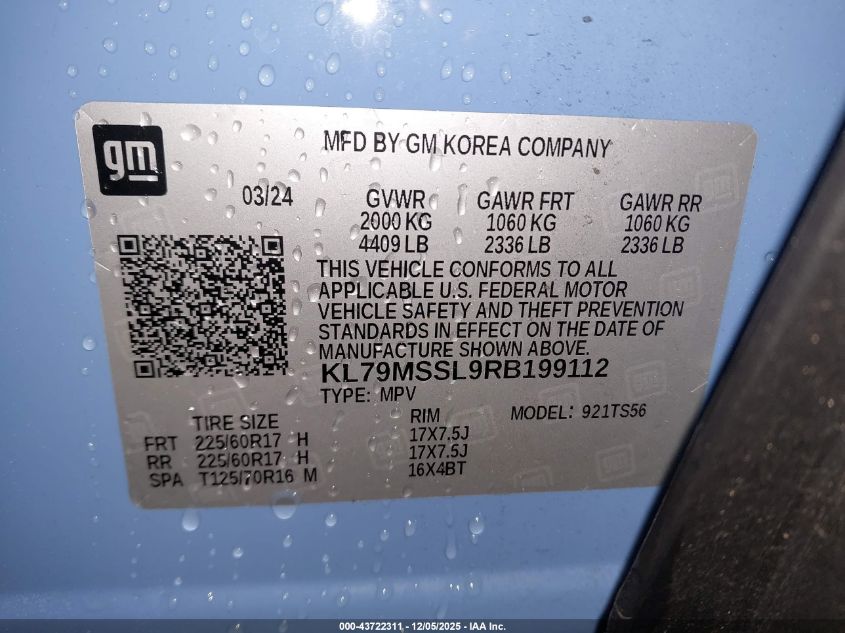 gm
MFD BY GM KOREA COMPANY
03/24 GVWR GAWR FRT GAWR RR
2000 KG 1060 KG 1060 KG
4409 LB 2336 LB 2336 LB
THIS VEHICLE CONFORMS TO ALL
APPLICABLE U.S. FEDERAL MOTOR
VEHICLE SAFETY AND THEFT PREVENTION
STANDARDS IN EFFECT ON THE DATE OF
MANUFACTURE SHOWN ABOVE.
KL79MSSL9RB199112
TYPE: MPV
MODEL: 921TS56
TIRE SIZE RIM
FRT 225/60R17 H 17X7.5J
RR 225/60R17 H 17X7.5J
SPA T125/70R16 M 16X4BT
000-43722311 - 12/05/2025 - IAA Inc.